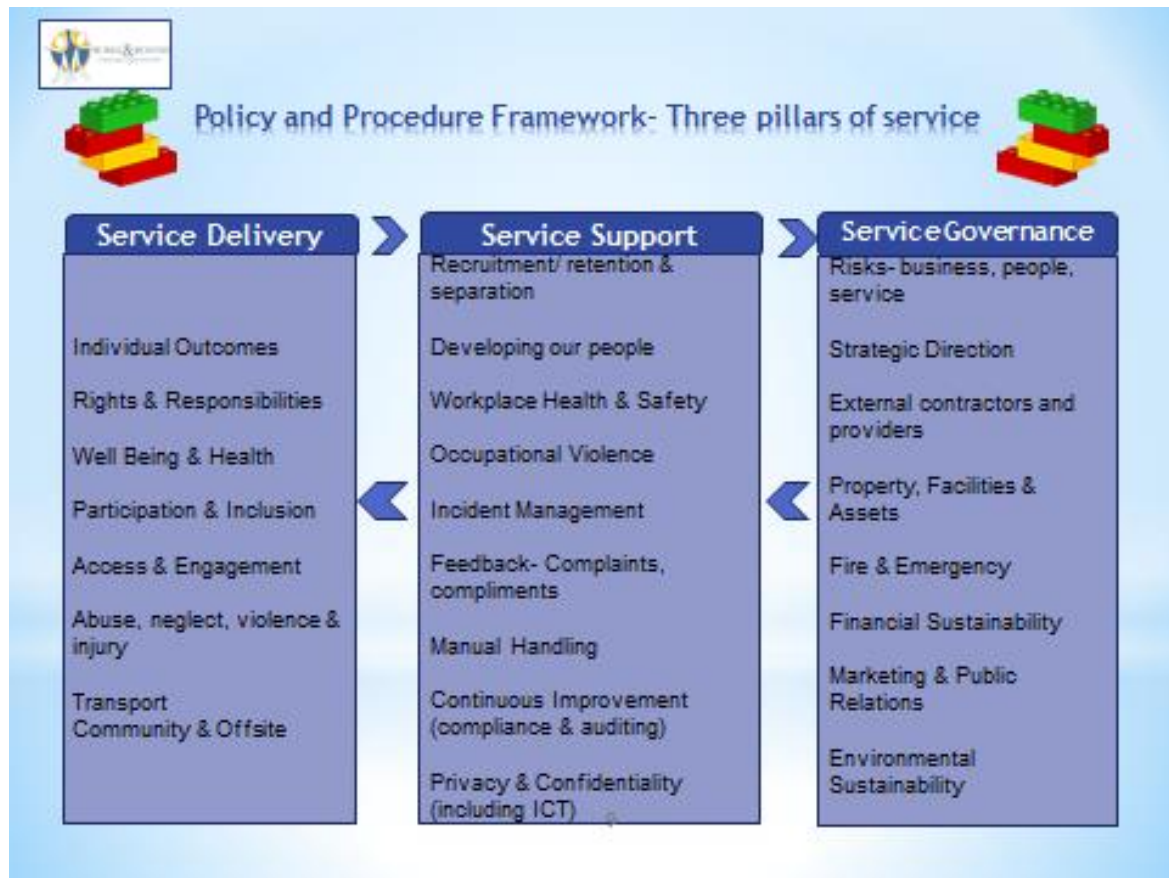 Policy and Procedure Framework- Three pillars of service
Service Delivery
Individual Outcomes
Rights & Responsibilities
Well Being & Health
Participation & Inclusion
Access & Engagement
Abuse, neglect, violence &
injury
Transport
Community & Offsite
Service Support
Recruitment/ retention &
separation
Developing our people
Workplace Health & Safety
Occupational Violence
Incident Management
Feedback- Complaints,
compliments
Manual Handling
Continuous Improvement
(compliance & auditing)
Privacy & Confidentiality
(including ICT)
Service Governance
Risks- business, people,
service
Strategic Direction
External contractors and
providers
Property, Facilities &
Assets
Fire & Emergency
Financial Sustainability
Marketing & Public
Relations
Environmental
Sustainability